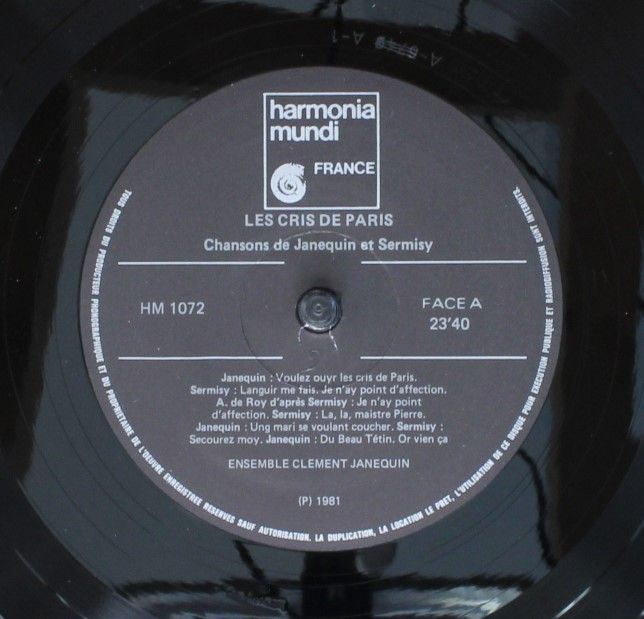 harmonia
mundi
FRANCE
LES CRIS DE PARIS
Chansons de Janequin et Sermisy
HM 1072
FACE A
23'40
Janequin : Voulez ouyr les cris de Paris.
Sermisy : Languir me fais. Je n'ay point d'affection.
A. de Roy d'après Sermisy : Je n'ay point
d'affection. Sermisy : La, la, maistre Pierre.
Janequin : Ung mari se voulant coucher. Sermisy :
Secourez moy. Janequin : Du Beau Tétin. Or vien ça
ENSEMBLE CLEMENT JANEQUIN
(P) 1981
TOUS DROITS DU PRODUCTEUR PHONOGRAPHIQUE ET DU PROPRIETAIRE DE L'OEUVRE ENREGISTREE RESERVES SAUF AUTORISATION. LA DUPLICATION, LA LOCATION LE PRET, L'UTILISATION DE CE DISQUE POUR EXECUTION PUBLIQUE ET RADIODIFFUSION SONT INTERDITS.